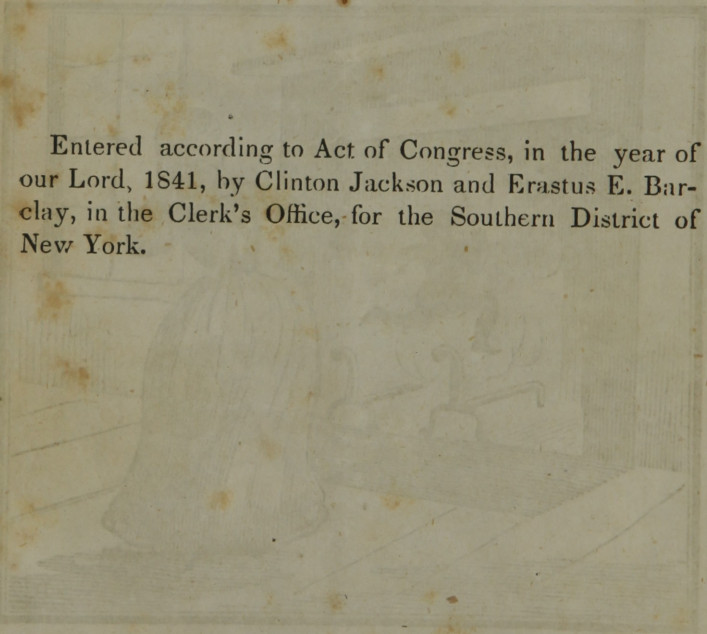 Entered according to Act of Congress, in the year of
our Lord, 1841, by Clinton Jackson and Erastus E. Bar-
clay, in the Clerk's Office, for the Southern District of
New York.